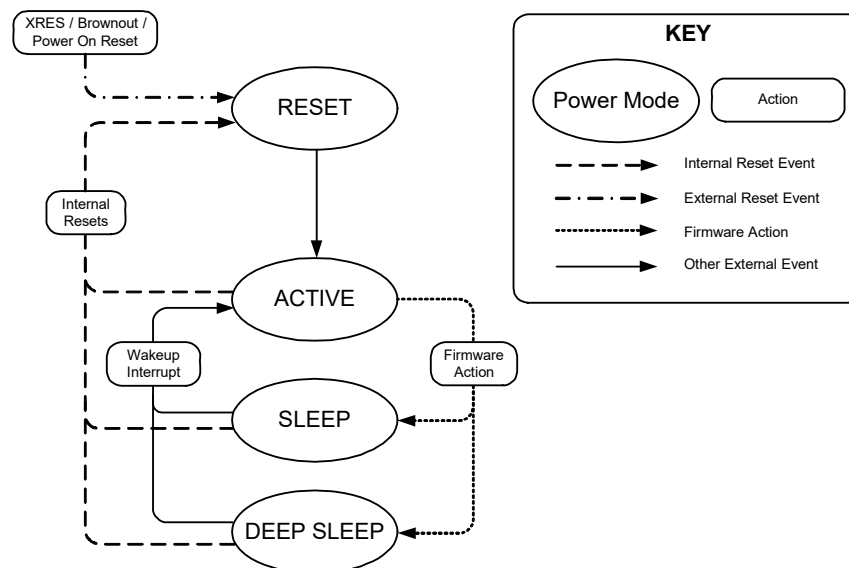 XRES / Brownout /
Power On Reset
KEY
RESET
Power Mode
Action
Internal Reset Event
Internal
Resets
External Reset Event
Firmware Action
Other External Event
ACTIVE
Wakeup
Interrupt
Firmware
Action
SLEEP
DEEP SLEEP